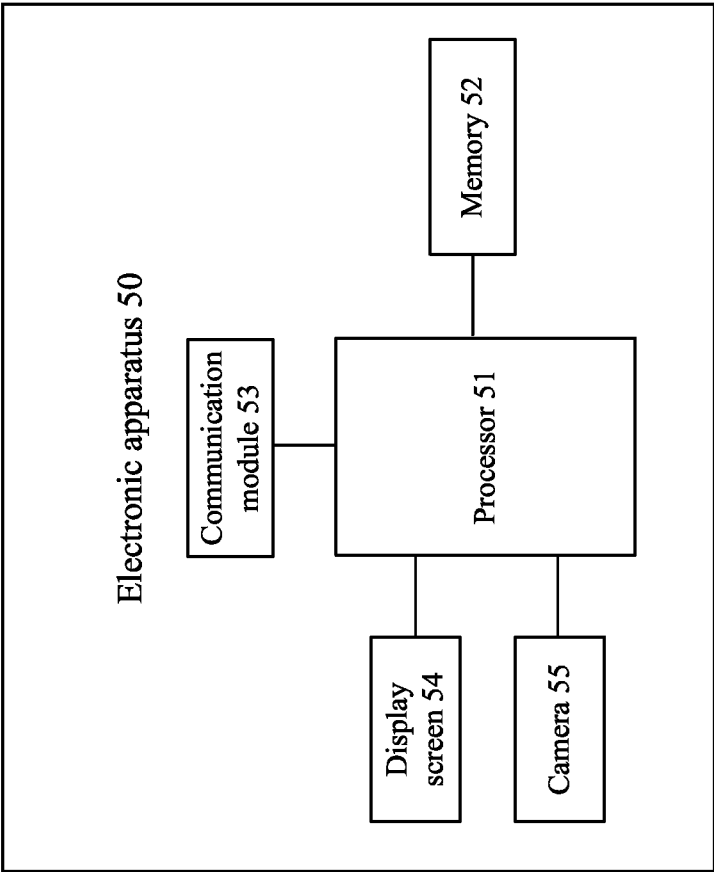 Electronic apparatus 50
Communication
module 53
Display
screen 54
Processor 51
Memory 52
Camera 55